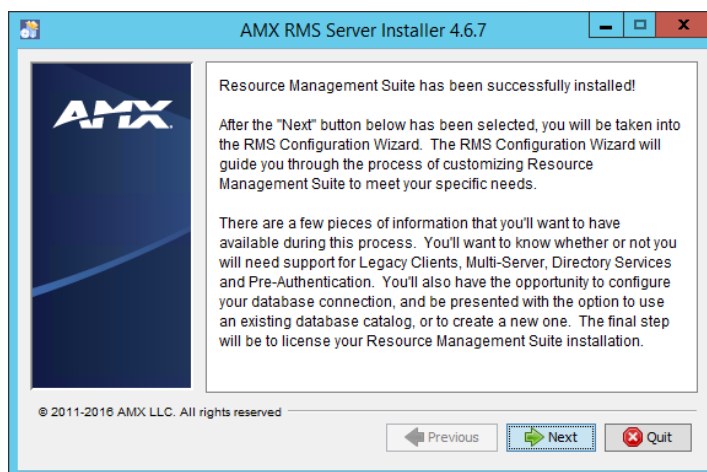 AMX RMS Server Installer 4.6.7
AMX
Resource Management Suite has been successfully installed!
After the "Next" button below has been selected, you will be taken into
the RMS Configuration Wizard. The RMS Configuration Wizard will
guide you through the process of customizing Resource
Management Suite to meet your specific needs.
There are a few pieces of information that you'll want to have
available during this process. You'll want to know whether or not you
will need support for Legacy Clients, Multi-Server, Directory Services
and Pre-Authentication. You'll also have the opportunity to configure
your database connection, and be presented with the option to use
an existing database catalog, or to create a new one. The final step
will be to license your Resource Management Suite installation.
© 2011-2016 AMX LLC. All rights reserved
Previous
Next
Quit